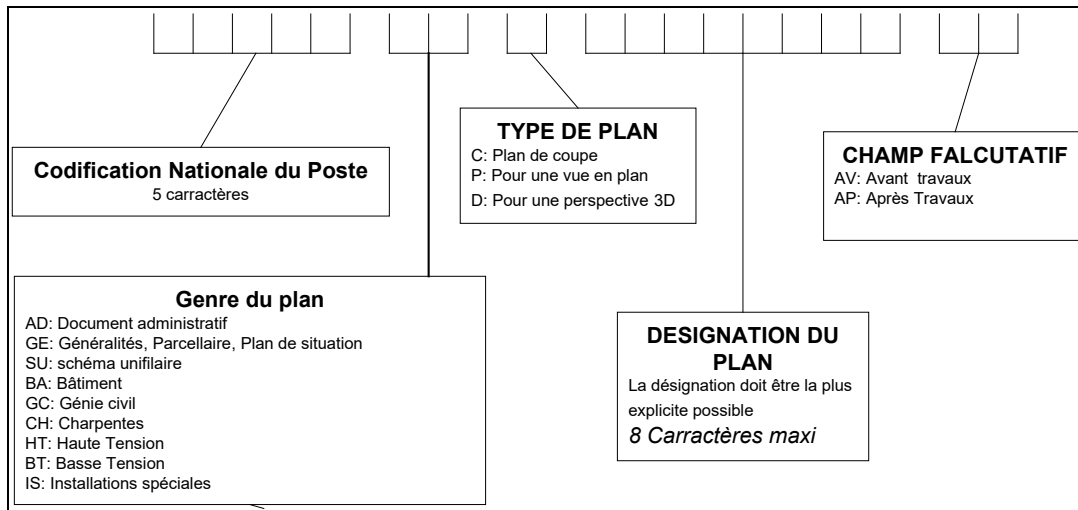 Codification Nationale du Poste
5 carractères
TYPE DE PLAN
C: Plan de coupe
P: Pour une vue en plan
D: Pour une perspective 3D
CHAMP FALCUTATIF
AV: Avant travaux
AP: Après Travaux
Genre du plan
AD: Document administratif
GE: Généralités, Parcellaire, Plan de situation
SU: schéma unifilaire
BA: Bâtiment
GC: Génie civil
CH: Charpentes
HT: Haute Tension
BT: Basse Tension
IS: Installations spéciales
DESIGNATION DU
PLAN
La désignation doit être la plus
explicite possible
8 Carractères maxi